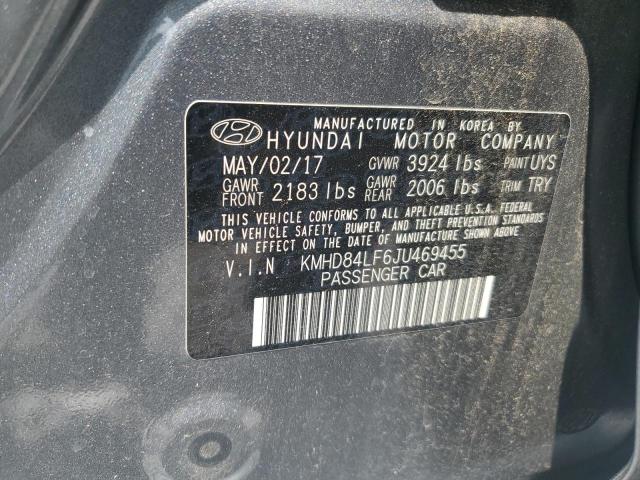 MANUFACTURED IN KOREA BY
HYUNDAI MOTOR COMPANY
MAY/02/17 GVWR 3924 lbs PAINT UYS
GAWR FRONT 2183 lbs GAWR REAR 2006 lbs TRIM TRY
THIS VEHICLE CONFORMS TO ALL APPLICABLE U.S.A. FEDERAL
MOTOR VEHICLE SAFETY, BUMPER, AND THEFT PREVENTION STANDARDS
IN EFFECT ON THE DATE OF MANUFACTURE SHOWN ABOVE.
V.I.N KMHD84LF6JU469455
PASSENGER CAR